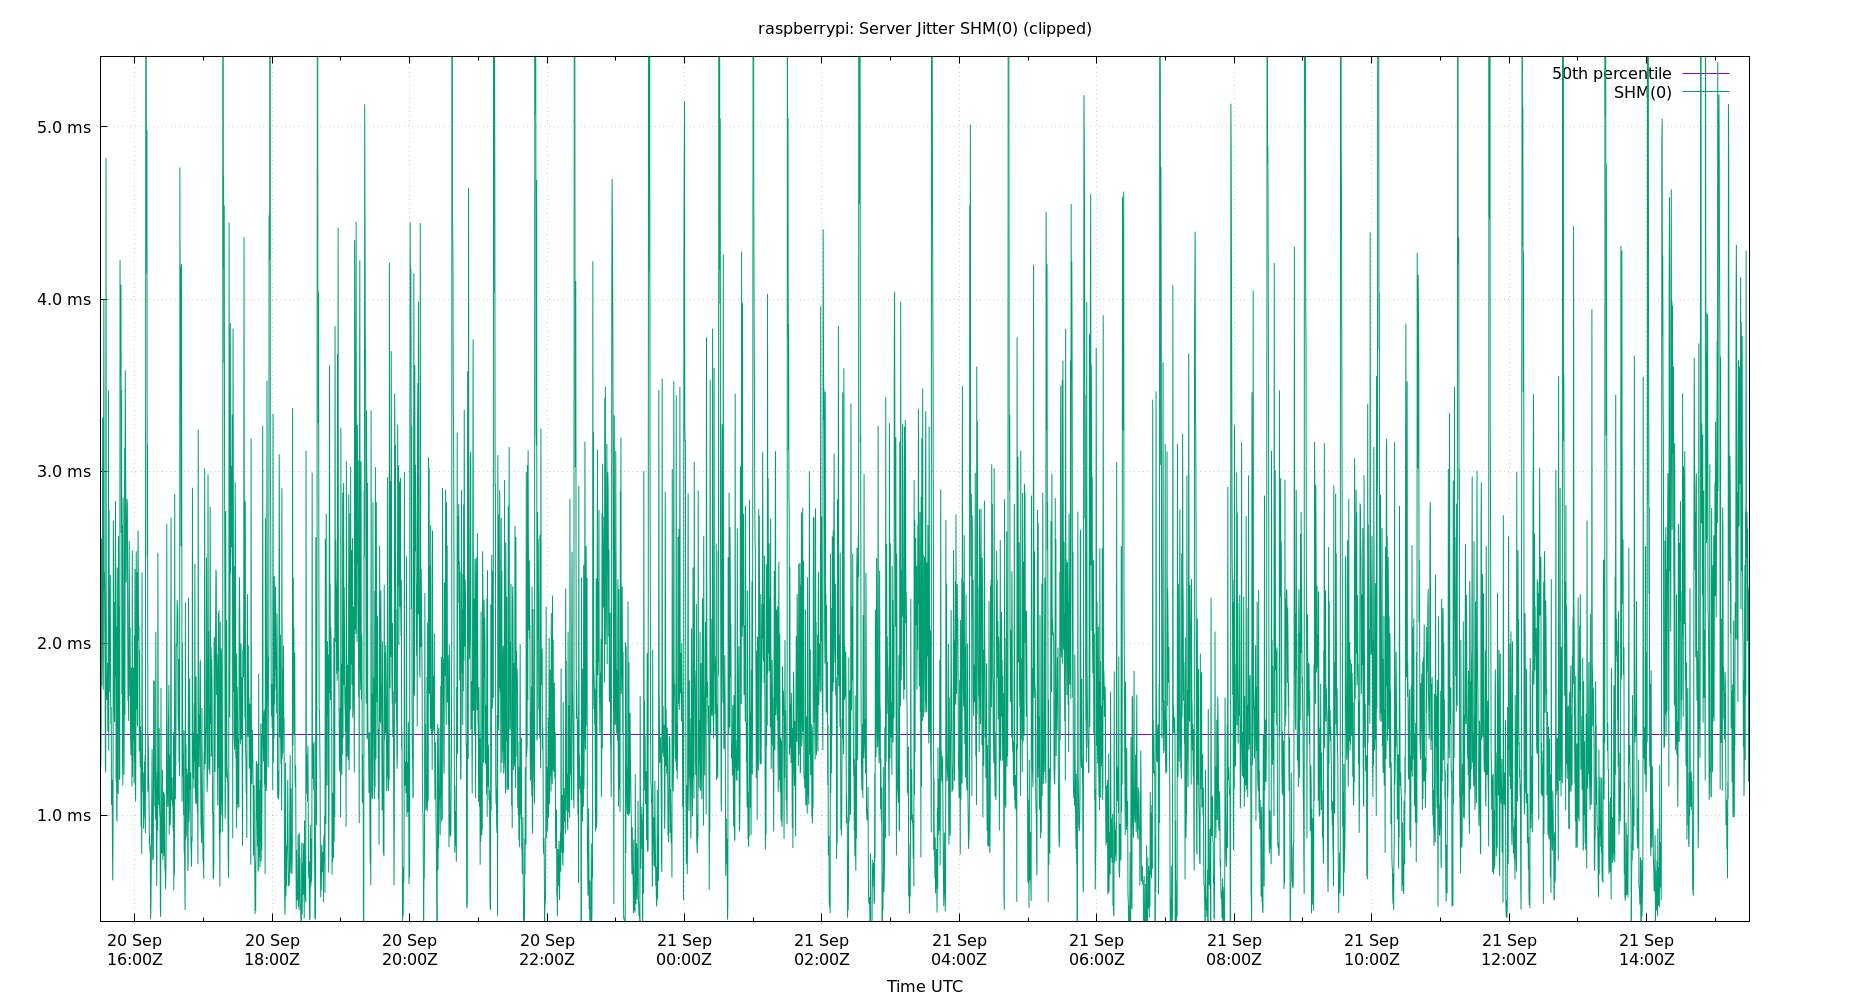 raspberrypi: Server Jitter SHM(0) (clipped)
50th percentile
SHM(0)
5.0 ms
4.0 ms
3.0 ms
2.0 ms
1.0 ms
20 Sep 20 Sep 20 Sep 20 Sep 21 Sep 21 Sep 21 Sep 21 Sep 21 Sep 21 Sep 21 Sep 21 Sep
16:00Z 18:00Z 20:00Z 22:00Z 00:00Z 02:00Z 04:00Z 06:00Z 08:00Z 10:00Z 12:00Z 14:00Z
Time UTC